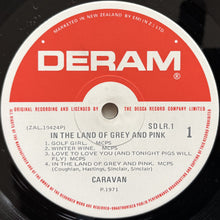 MARKETED IN NEW ZEALAND BY EMI (N.Z.) LTD.
DERAM
ORIGINAL RECORDING AND LICENSED BY THE DECCA RECORD COMPANY LIMITED
(ZAL.15424P) SDLR.1
IN THE LAND OF GREY AND PINK
1. GOLF GIRL. MCPS
2. WINTER WINE. MCPS
3. LOVE TO LOVE YOU (AND TONIGHT PIGS WILL FLY) MCPS
4. IN THE LAND OF GREY AND PINK. MCPS
(Coughlan, Hastings, Sinclair, Sinclair)
1
CARAVAN
P.1971